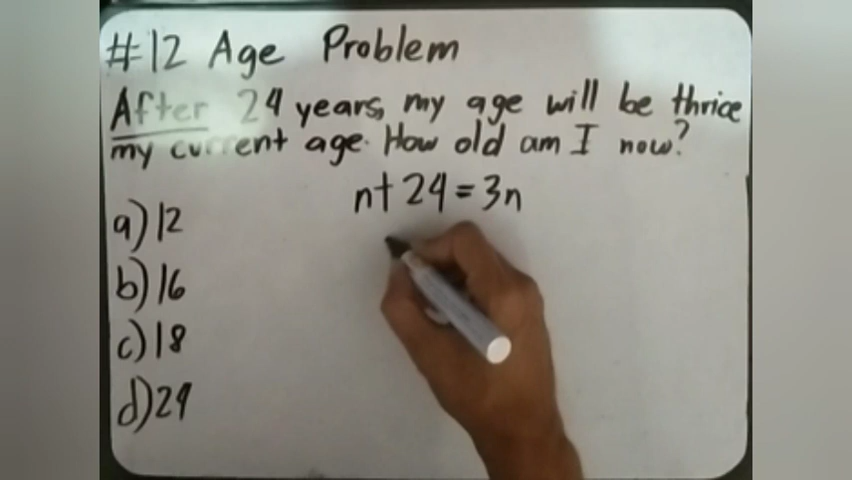 #12 Age Problem
After 24 years, my age will be thrice
my current age. How old am I now?
n+24=3n
a)12
b)16
c)18
d)24